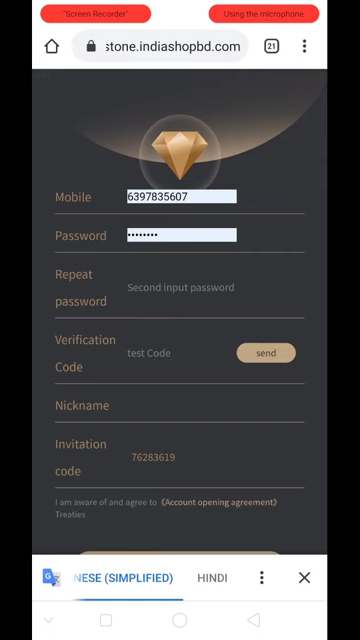 'Screen Recorder'
Using the microphone
stone.indiashopbd.com
21
Mobile
6397835607
Password
••••••••
Repeat
password
Second input password
Verification
Code
test Code
send
Nickname
Invitation
code
76283619
I am aware of and agree to《Account opening agreement》
Treaties
NESE (SIMPLIFIED)
HINDI